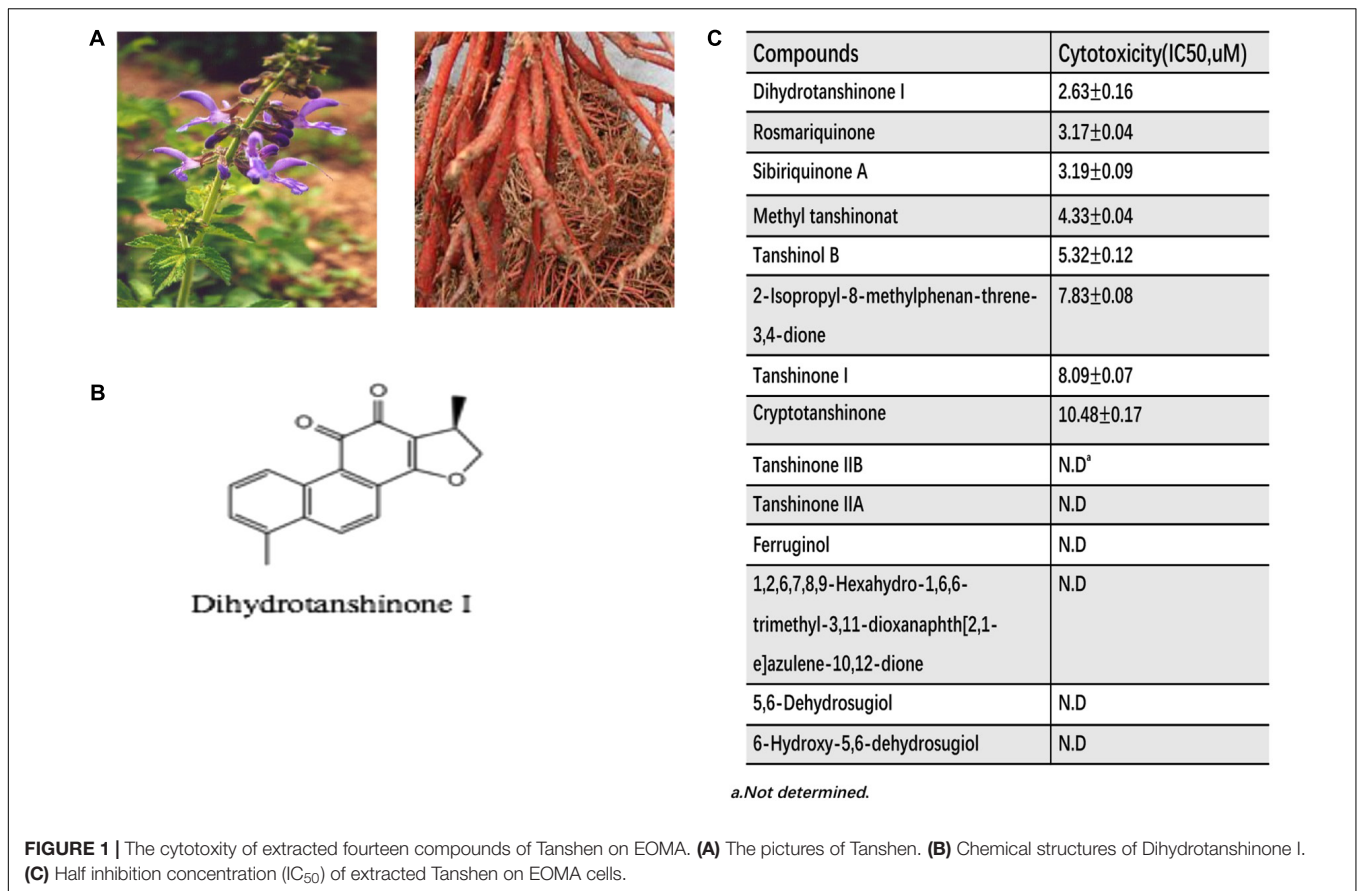 A
B
O
O
O
Dihydrotanshinone I
C
Compounds Cytotoxicity(IC50,uM)
Dihydrotanshinone I 2.63±0.16
Rosmariquinone 3.17±0.04
Sibiriquinone A 3.19±0.09
Methyl tanshinonat 4.33±0.04
Tanshinol B 5.32±0.12
2-Isopropyl-8-methylphenan-threne- 7.83±0.08
3,4-dione
Tanshinone I 8.09±0.07
Cryptotanshinone 10.48±0.17
Tanshinone IIB N.Dᵃ
Tanshinone IIA N.D
Ferruginol N.D
1,2,6,7,8,9-Hexahydro-1,6,6- N.D
trimethyl-3,11-dioxanaphth[2,1-
e]azulene-10,12-dione
5,6-Dehydrosugiol N.D
6-Hydroxy-5,6-dehydrosugiol N.D
a.Not determined.
FIGURE 1 | The cytotoxity of extracted fourteen compounds of Tanshen on EOMA. (A) The pictures of Tanshen. (B) Chemical structures of Dihydrotanshinone I.
(C) Half inhibition concentration (IC₅₀) of extracted Tanshen on EOMA cells.